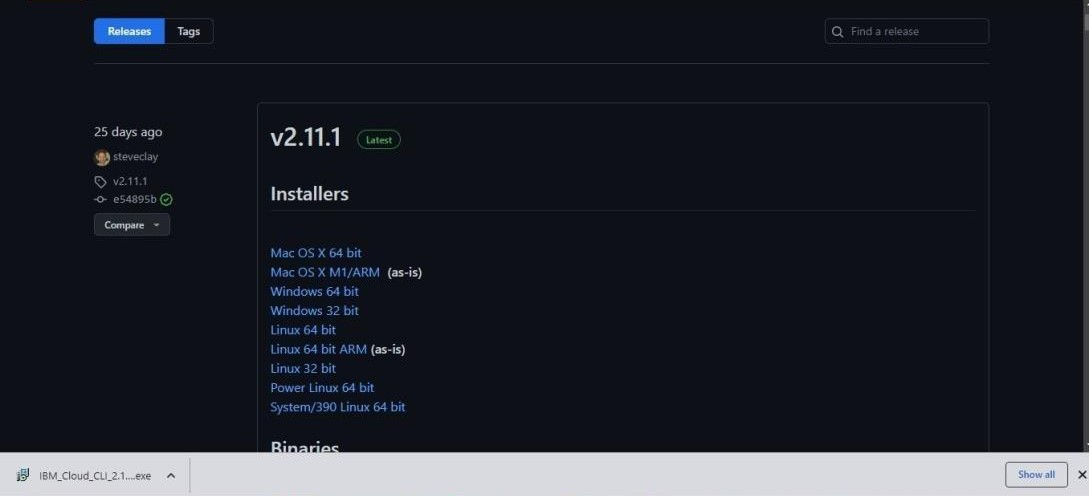 Releases Tags Find a release
25 days ago
steveclay
v2.11.1
e54895b
Compare
v2.11.1 Latest
Installers
Mac OS X 64 bit
Mac OS X M1/ARM (as-is)
Windows 64 bit
Windows 32 bit
Linux 64 bit
Linux 64 bit ARM (as-is)
Linux 32 bit
Power Linux 64 bit
System/390 Linux 64 bit
Binaries
IBM_Cloud_CLI_2.1....exe Show all